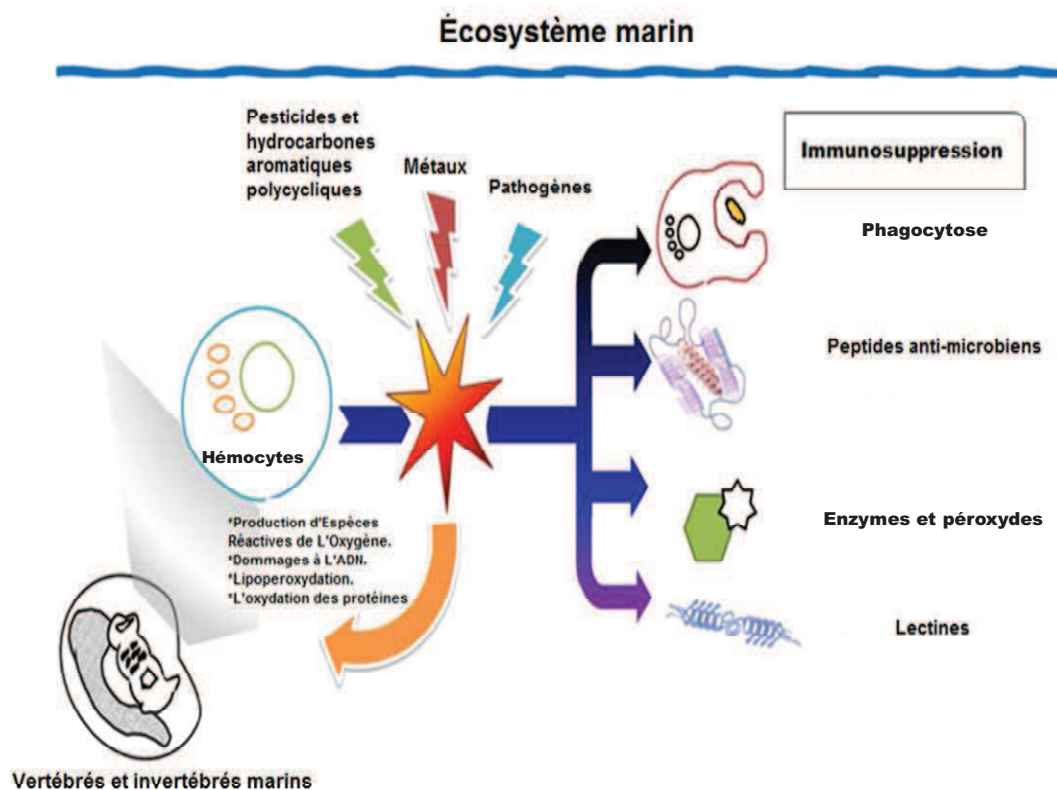 Écosystème marin
Pesticides et
hydrocarbones
aromatiques
polycycliques
Métaux
Pathogènes
Immunosuppression
Phagocytose
Peptides anti-microbiens
Hémocytes
*Production d'Espèces
Rèactives de L'Oxygène.
*Dommages à L'ADN.
*Lipoperoxydation.
*L'oxydation des protéines
Enzymes et péroxydes
Lectines
Vertébrés et invertébrés marins